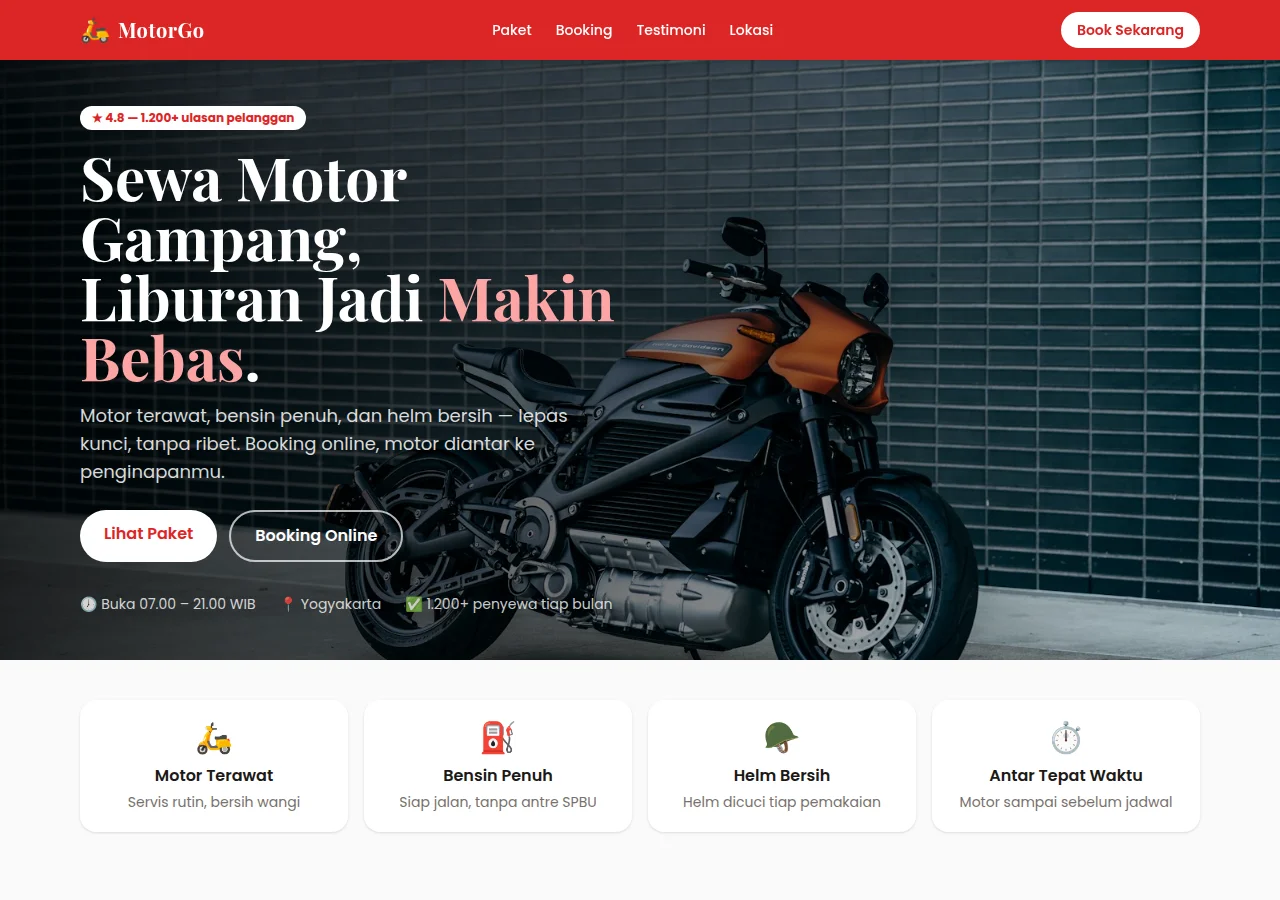 MotorGo
Paket
Booking
Testimoni
Lokasi
Book Sekarang
★ 4.8 — 1.200+ ulasan pelanggan
Sewa Motor
Gampang,
Liburan Jadi Makin
Bebas.
Motor terawat, bensin penuh, dan helm bersih — lepas
kunci, tanpa ribet. Booking online, motor diantar ke
penginapanmu.
Lihat Paket
Booking Online
Buka 07.00 – 21.00 WIB
Yogyakarta
✅ 1.200+ penyewa tiap bulan
Harley-Davidson
Motor Terawat
Servis rutin, bersih wangi
Bensin Penuh
Siap jalan, tanpa antre SPBU
Helm Bersih
Helm dicuci tiap pemakaian
Antar Tepat Waktu
Motor sampai sebelum jadwal